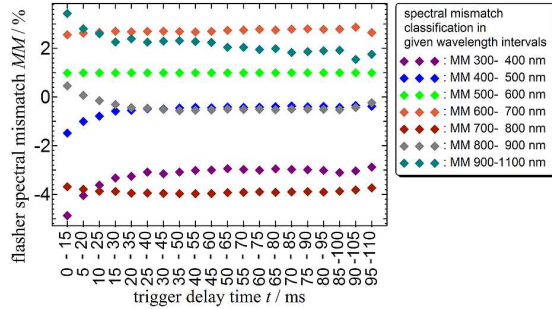 flasher spectral mismatch MM / %
2
0
-2
-4
0 - 15
5 - 20
10 - 25
15 - 30
20 - 35
25 - 40
30 - 45
35 - 50
40 - 55
45 - 60
50 - 65
55 - 70
60 - 75
65 - 80
70 - 85
75 - 90
80 - 95
85 -100
90 -105
95 -110
trigger delay time t / ms
spectral mismatch
classification in
given wavelength intervals
: MM 300- 400 nm
: MM 400- 500 nm
: MM 500- 600 nm
: MM 600- 700 nm
: MM 700- 800 nm
: MM 800- 900 nm
: MM 900-1100 nm